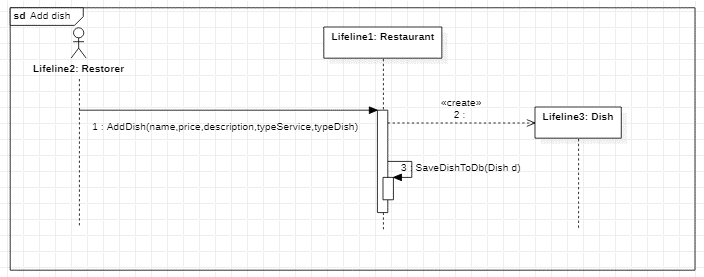 sd Add dish
Lifeline2: Restorer
Lifeline1: Restaurant
1 : AddDish(name,price,description,typeService,typeDish)
«create»
2 :
Lifeline3: Dish
3 : SaveDishToDb(Dish d)